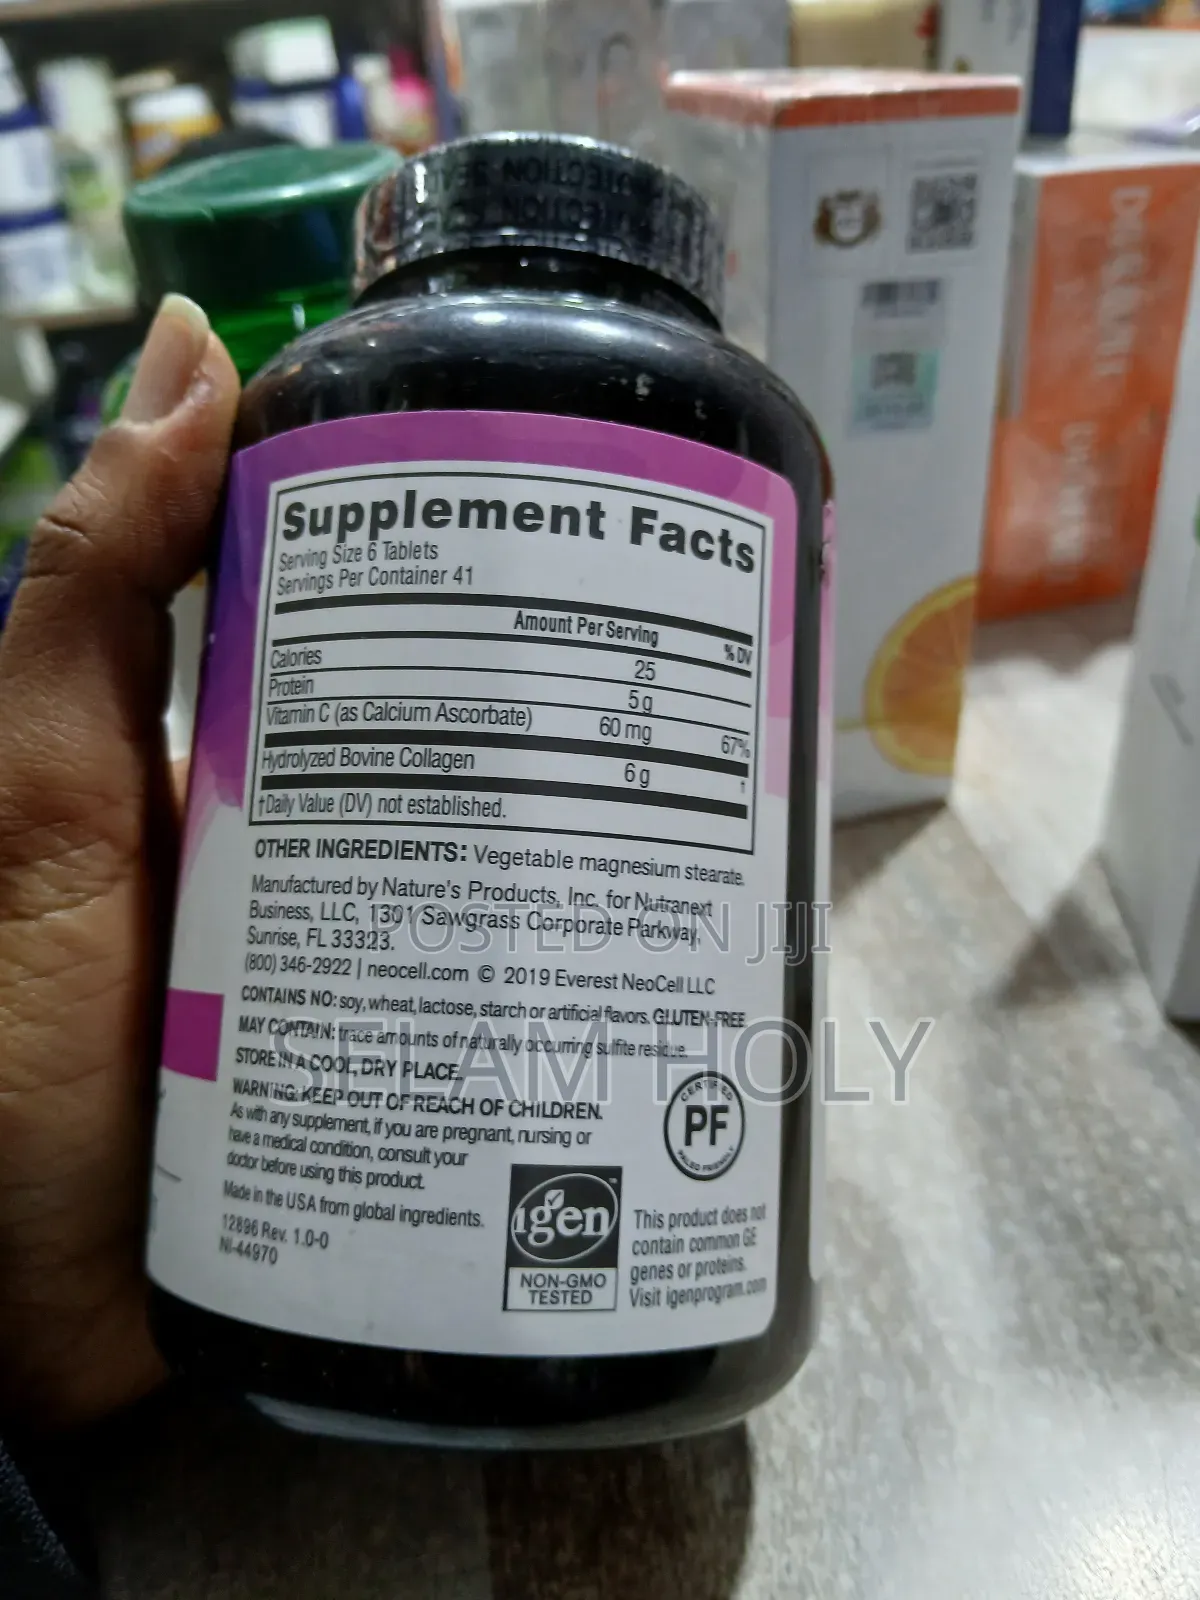 PROTECTION
Supplement Facts
Serving Size 6 Tablets
Servings Per Container 41
Amount Per Serving
% DV
Calories 25
Protein 5 g
Vitamin C (as Calcium Ascorbate) 60 mg 67%
Hydrolyzed Bovine Collagen 6 g †
†Daily Value (DV) not established.
OTHER INGREDIENTS: Vegetable magnesium stearate.
Manufactured by Nature's Products, Inc. for Nutranext
Business, LLC, 1301 Sawgrass Corporate Parkway,
Sunrise, FL 33323.
(800) 346-2922 | neocell.com © 2019 Everest NeoCell LLC
CONTAINS NO: soy, wheat, lactose, starch or artificial flavors. GLUTEN-FREE.
MAY CONTAIN: trace amounts of naturally occurring sulfite residue.
STORE IN A COOL, DRY PLACE.
WARNING: KEEP OUT OF REACH OF CHILDREN.
As with any supplement, if you are pregnant, nursing or
have a medical condition, consult your
doctor before using this product.
Made in the USA from global ingredients.
12896 Rev. 1.0-0
NI-44970
CERTIFIED
PF
PALEO FRIENDLY
igen™
NON-GMO
TESTED
This product does not
contain common GE
genes or proteins.
Visit igenprogram.com
POSTED ON JIJI
SELAM HOLY